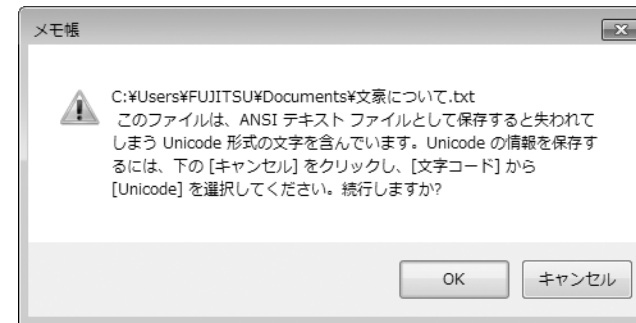 メモ帳
C:¥Users¥FUJITSU¥Documents¥文豪について.txt
このファイルは、ANSI テキスト ファイルとして保存すると失われて
しまう Unicode 形式の文字を含んでいます。Unicode の情報を保存す
るには、下の [キャンセル] をクリックし、[文字コード] から
[Unicode] を選択してください。続行しますか?
OK
キャンセル